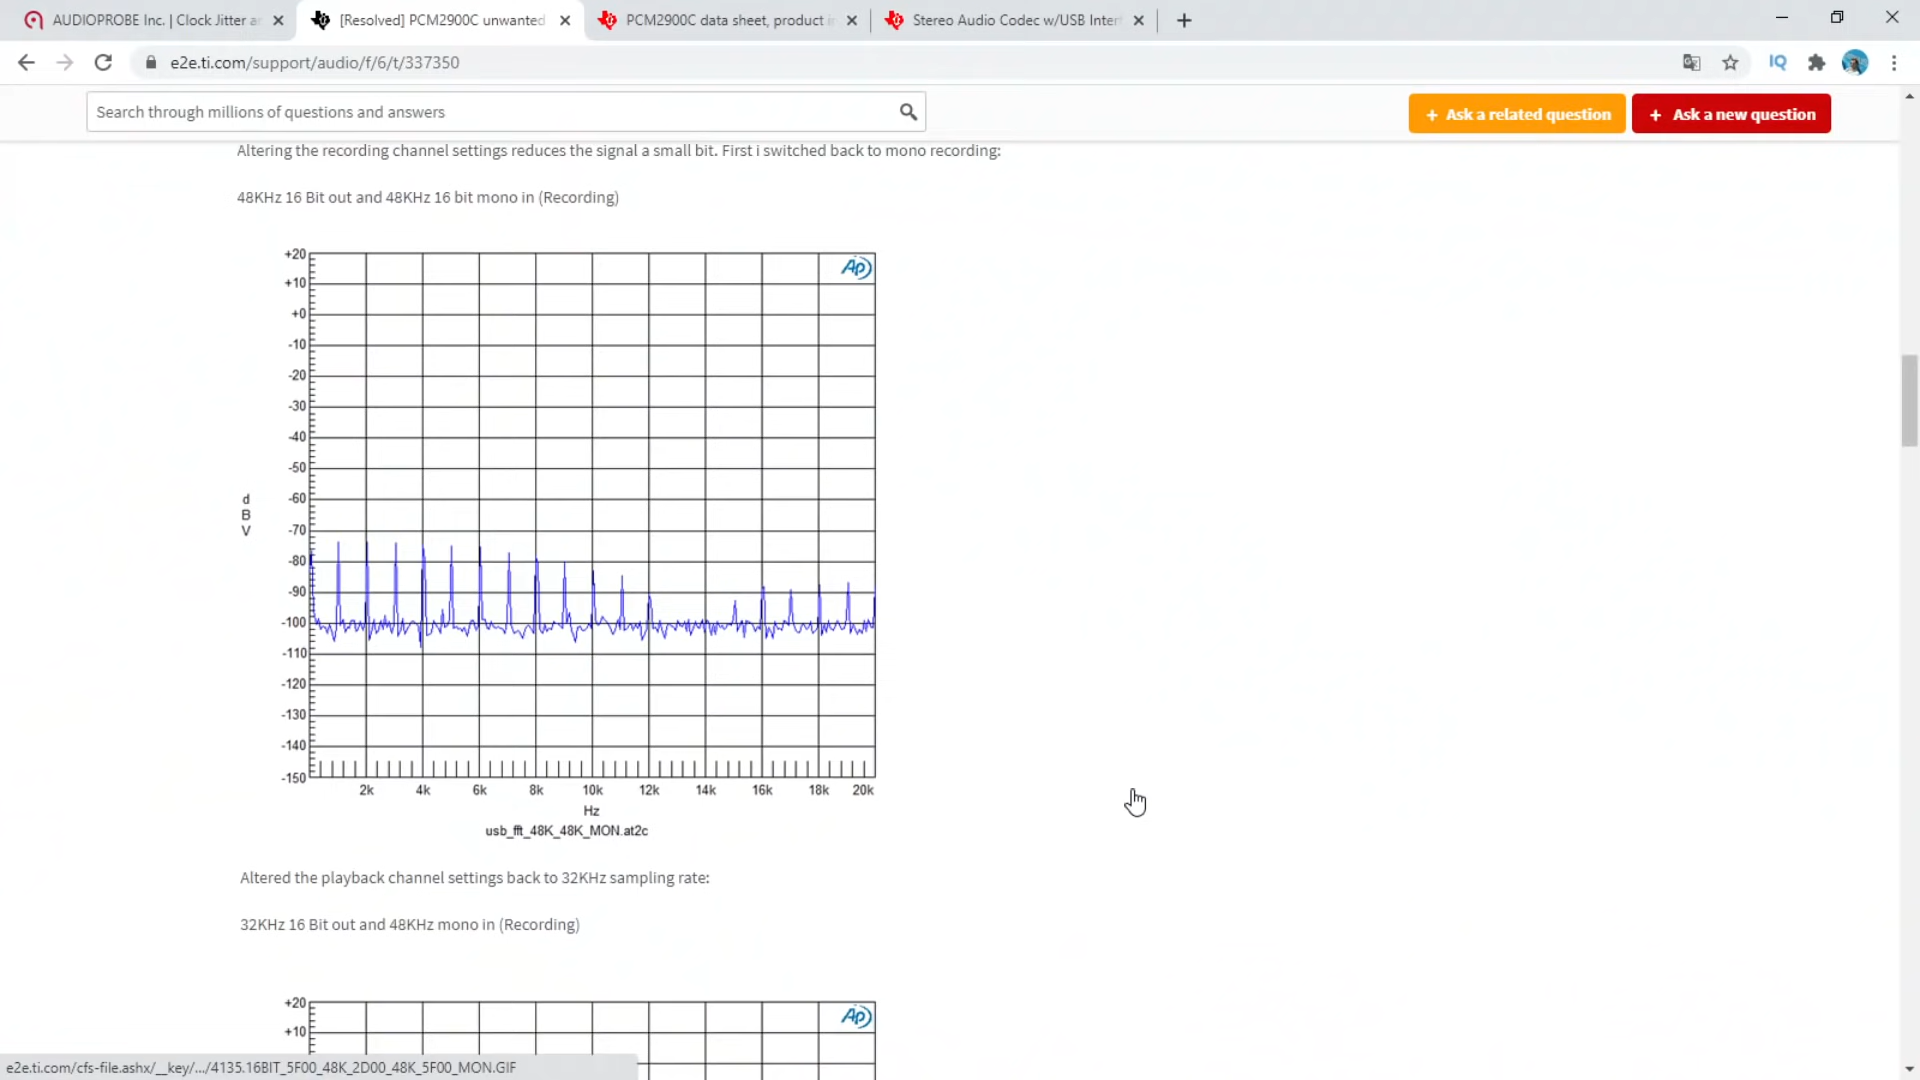 AUDIOPROBE Inc. | Clock Jitter a
[Resolved] PCM2900C unwanted
PCM2900C data sheet, product i
Stereo Audio Codec w/USB Inter
e2e.ti.com/support/audio/f/6/t/337350
IQ
Search through millions of questions and answers
+ Ask a related question
+ Ask a new question
Altering the recording channel settings reduces the signal a small bit. First i switched back to mono recording:
48KHz 16 Bit out and 48KHz 16 bit mono in (Recording)
Ap
+20
+10
+0
-10
-20
-30
-40
-50
-60
-70
-80
-90
-100
-110
-120
-130
-140
-150
d
B
V
2k 4k 6k 8k 10k 12k 14k 16k 18k 20k
Hz
usb_fft_48K_48K_MON.at2c
Altered the playback channel settings back to 32KHz sampling rate:
32KHz 16 Bit out and 48KHz mono in (Recording)
+20
+10
Ap
e2e.ti.com/cfs-file.ashx/__key/.../4135.16BIT_5F00_48K_2D00_48K_5F00_MON.GIF